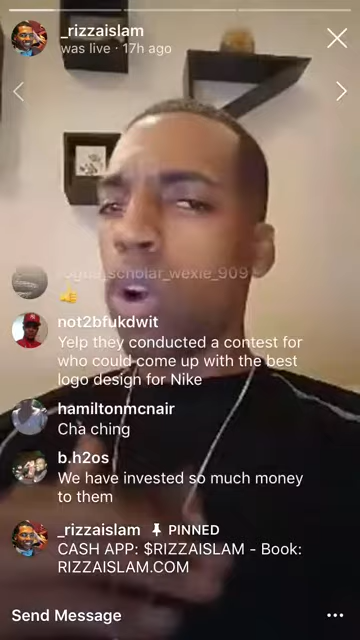 _rizzaislam
was live · 17h ago
not2bfukdwit
Yelp they conducted a contest for
who could come up with the best
logo design for Nike
hamiltonmcnair
Cha ching
b.h2os
We have invested so much money
to them
_rizzaislam PINNED
CASH APP: $RIZZAISLAM - Book:
RIZZAISLAM.COM
Send Message